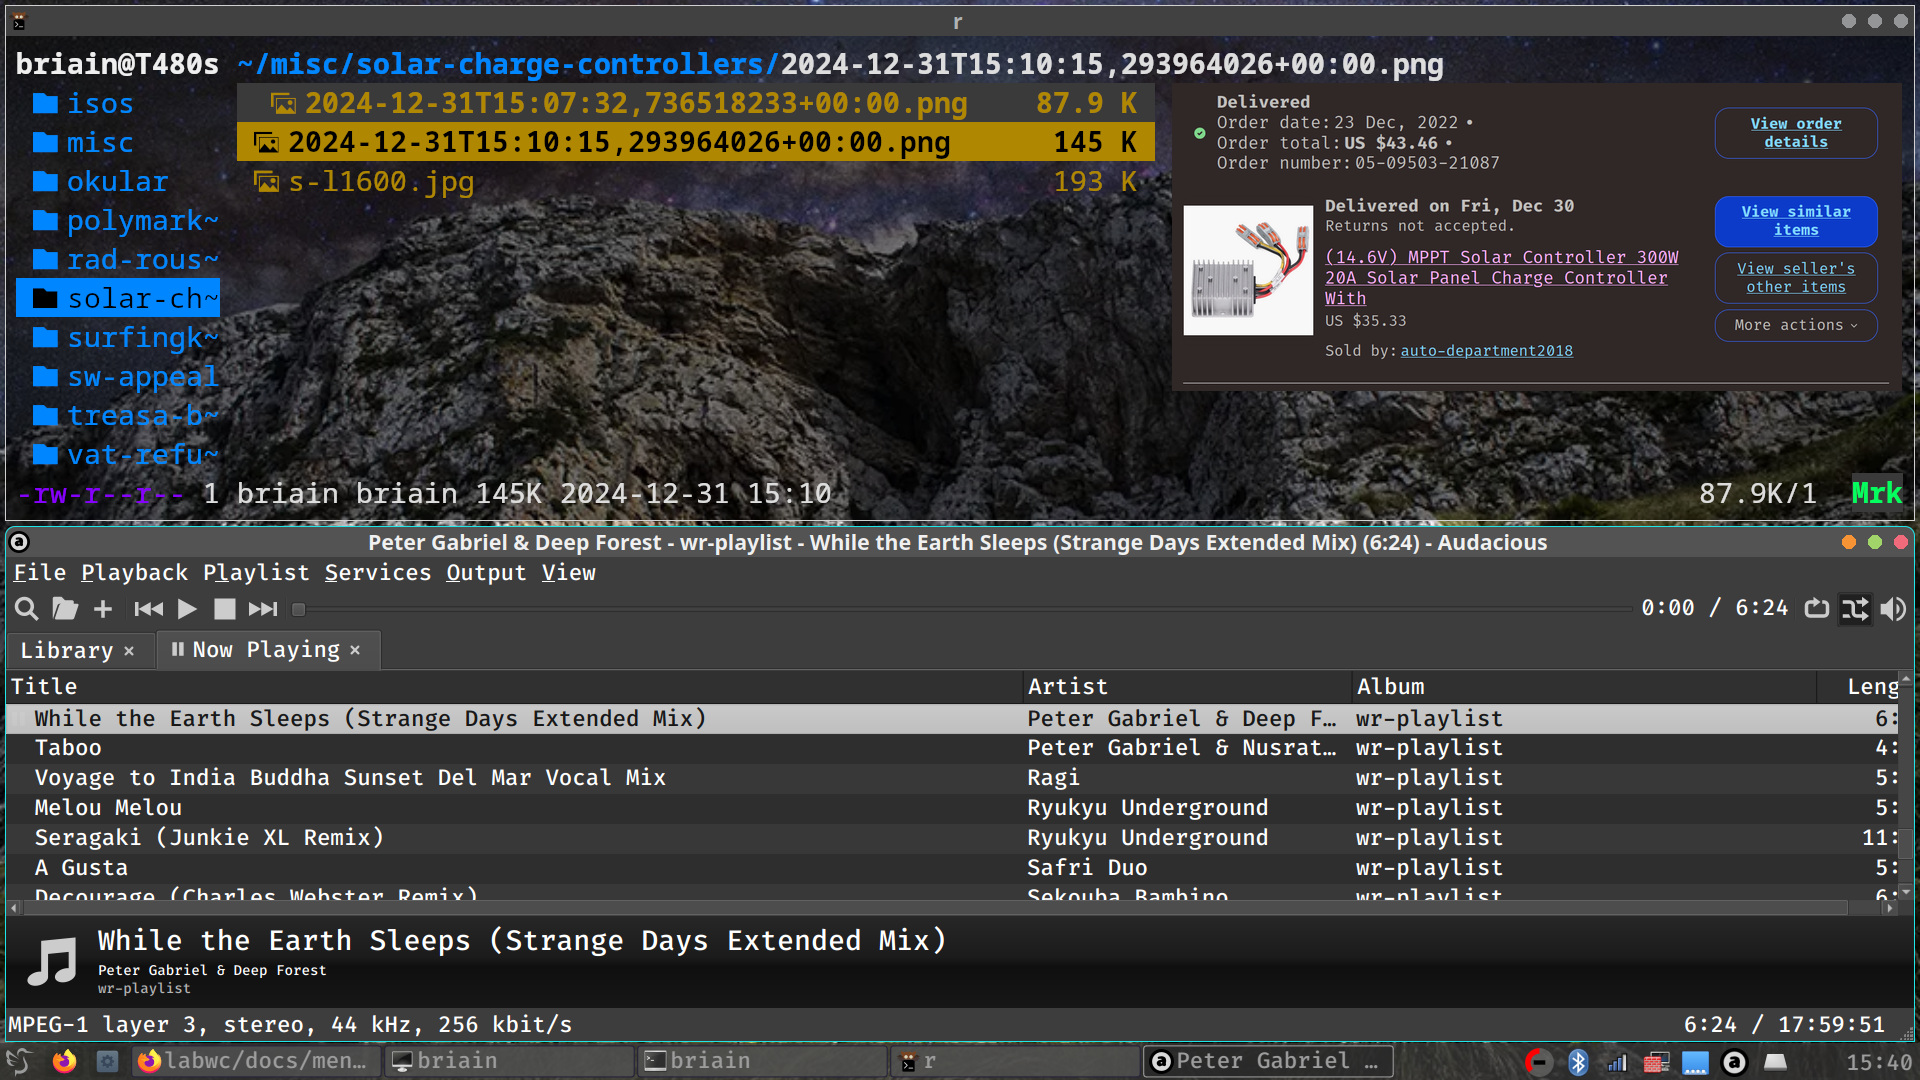 r
briain@T480s ~/misc/solar-charge-controllers/2024-12-31T15:10:15,293964026+00:00.png
isos
misc
okular
polymark~
rad-rous~
solar-ch~
surfingk~
sw-appeal
treasa-b~
vat-refu~
2024-12-31T15:07:32,736518233+00:00.png 87.9 K
2024-12-31T15:10:15,293964026+00:00.png 145 K
s-l1600.jpg 193 K
Delivered
Order date: 23 Dec, 2022 •
Order total: US $43.46 •
Order number: 05-09503-21087
View order
details
Delivered on Fri, Dec 30
Returns not accepted.
(14.6V) MPPT Solar Controller 300W
20A Solar Panel Charge Controller
With
US $35.33
Sold by: auto-department2018
View similar
items
View seller's
other items
More actions
-rw-r--r-- 1 briain briain 145K 2024-12-31 15:10 87.9K/1 Mrk
Peter Gabriel & Deep Forest - wr-playlist - While the Earth Sleeps (Strange Days Extended Mix) (6:24) - Audacious
File Playback Playlist Services Output View
0:00 / 6:24
Library × Now Playing ×
Title Artist Album Leng
While the Earth Sleeps (Strange Days Extended Mix) Peter Gabriel & Deep F… wr-playlist 6:
Taboo Peter Gabriel & Nusrat… wr-playlist 4:
Voyage to India Buddha Sunset Del Mar Vocal Mix Ragi wr-playlist 5:
Melou Melou Ryukyu Underground wr-playlist 5:
Seragaki (Junkie XL Remix) Ryukyu Underground wr-playlist 11:
A Gusta Safri Duo wr-playlist 5:
Decourage (Charles Webster Remix) Sekouba Bambino wr-playlist 6:
While the Earth Sleeps (Strange Days Extended Mix)
Peter Gabriel & Deep Forest
wr-playlist
MPEG-1 layer 3, stereo, 44 kHz, 256 kbit/s 6:24 / 17:59:51
labwc/docs/men… briain briain r Peter Gabriel … 15:40